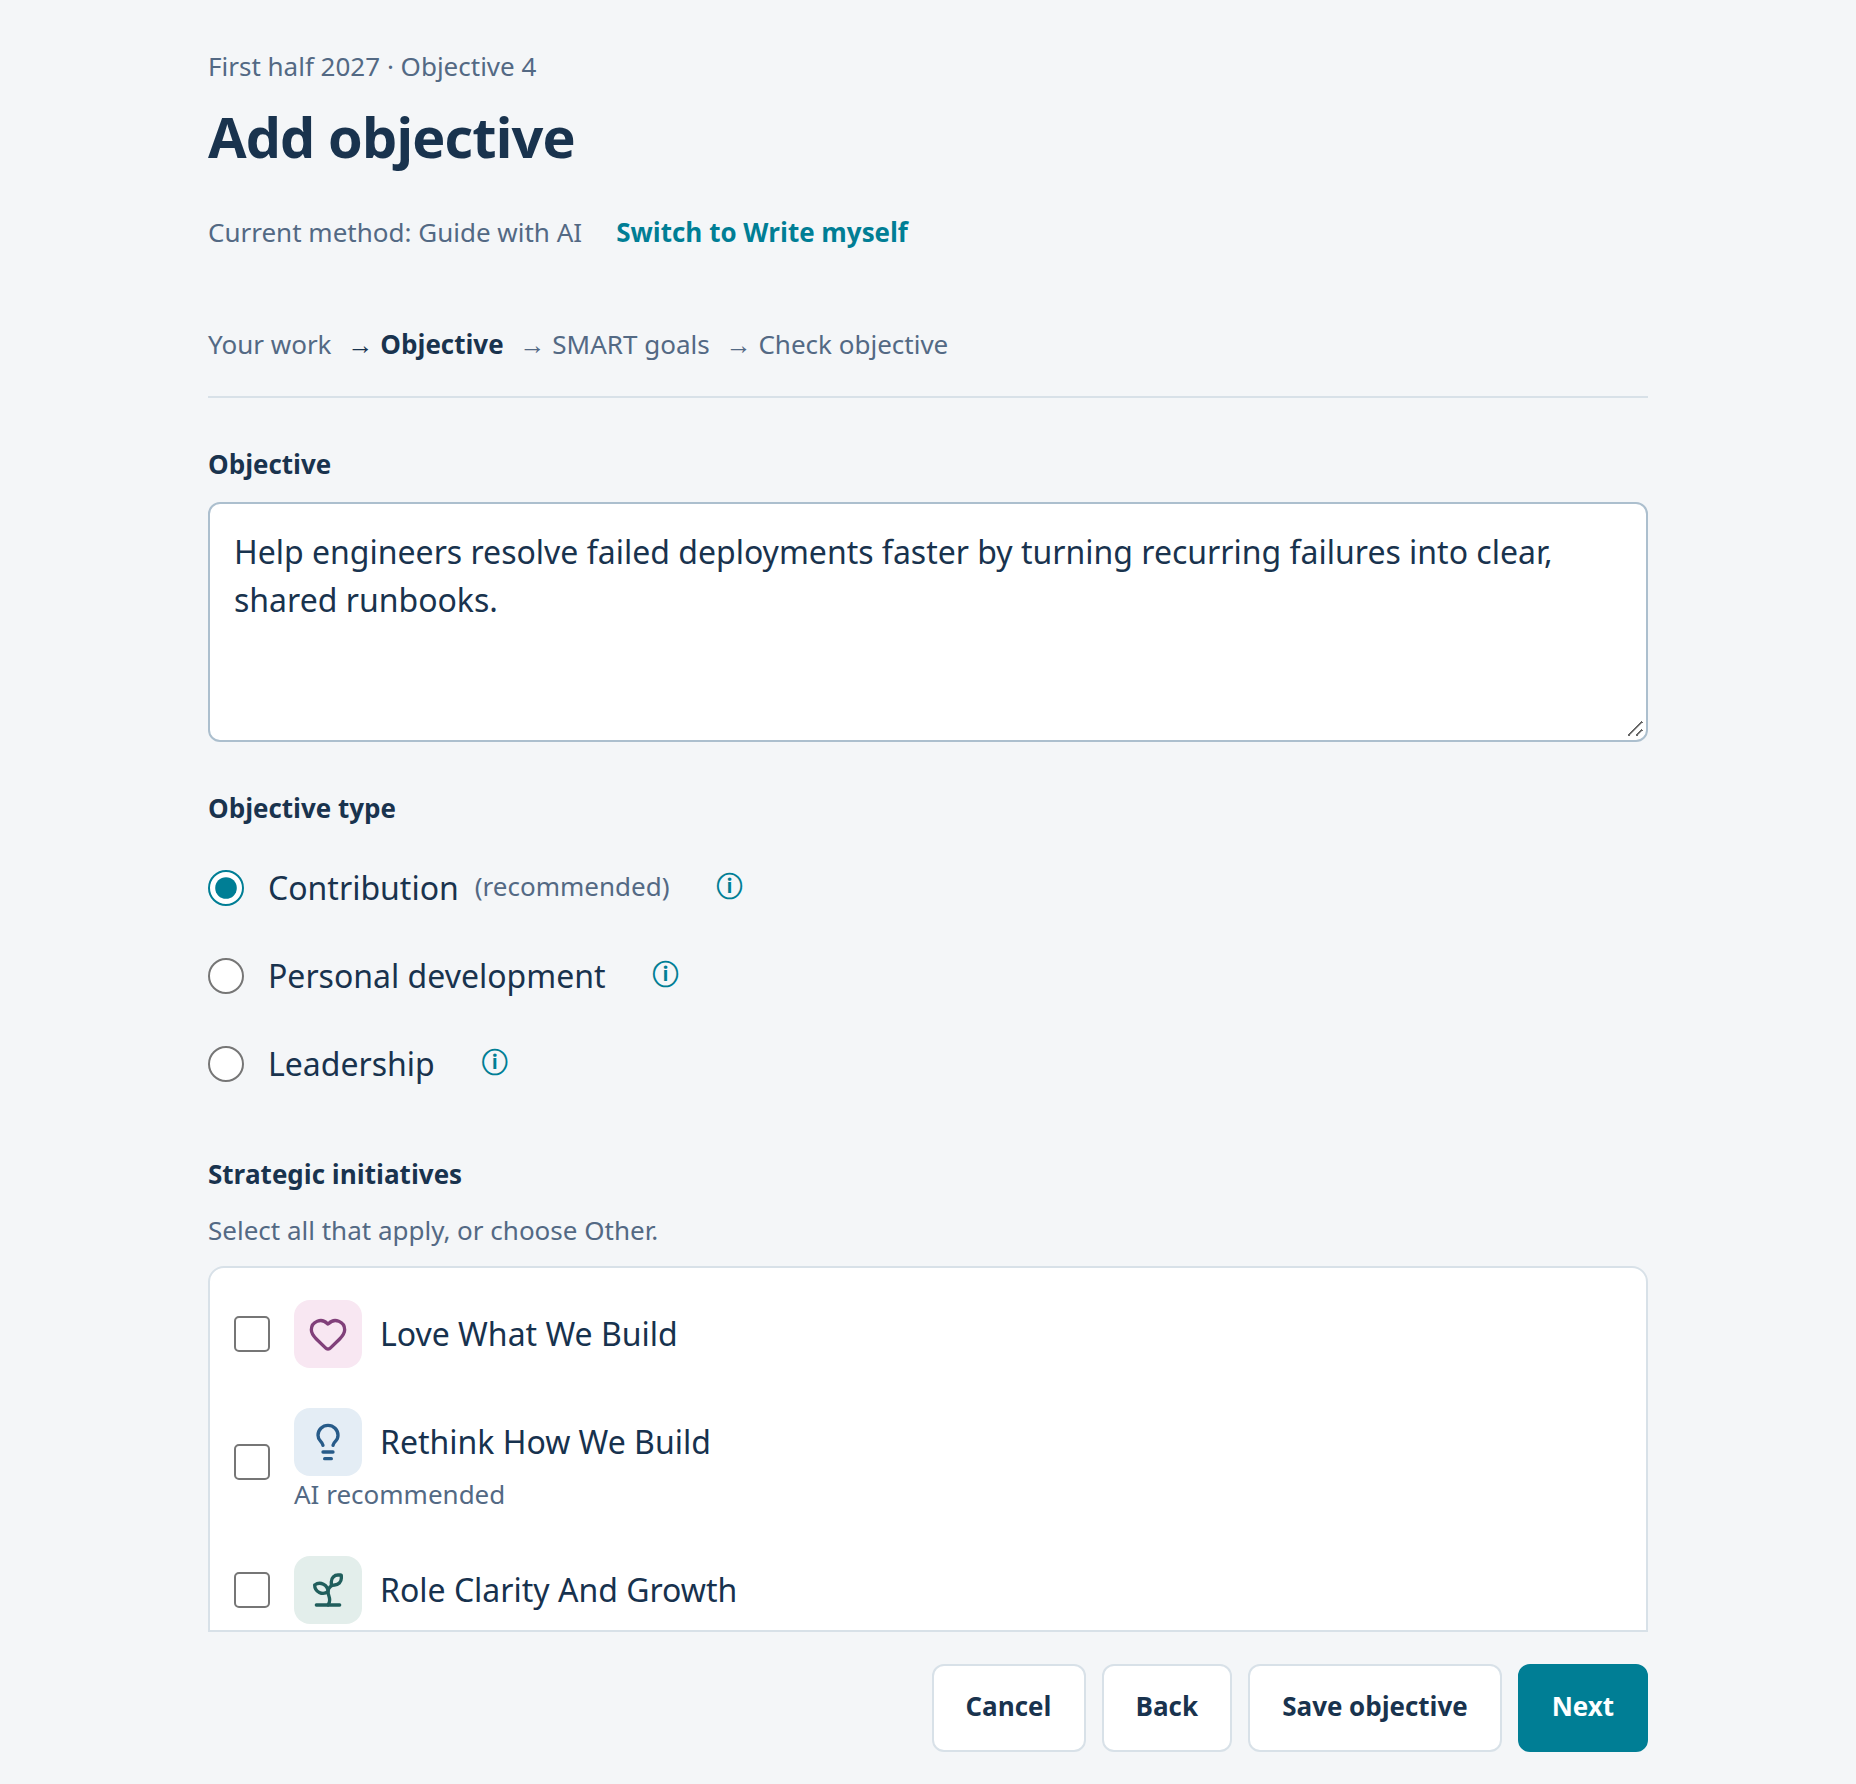 First half 2027 · Objective 4
Add objective
Current method: Guide with AI Switch to Write myself
Your work → Objective → SMART goals → Check objective
Objective
Help engineers resolve failed deployments faster by turning recurring failures into clear,
shared runbooks.
Objective type
Contribution (recommended) ⓘ
Personal development ⓘ
Leadership ⓘ
Strategic initiatives
Select all that apply, or choose Other.
Love What We Build
Rethink How We Build
AI recommended
Role Clarity And Growth
Cancel Back Save objective Next